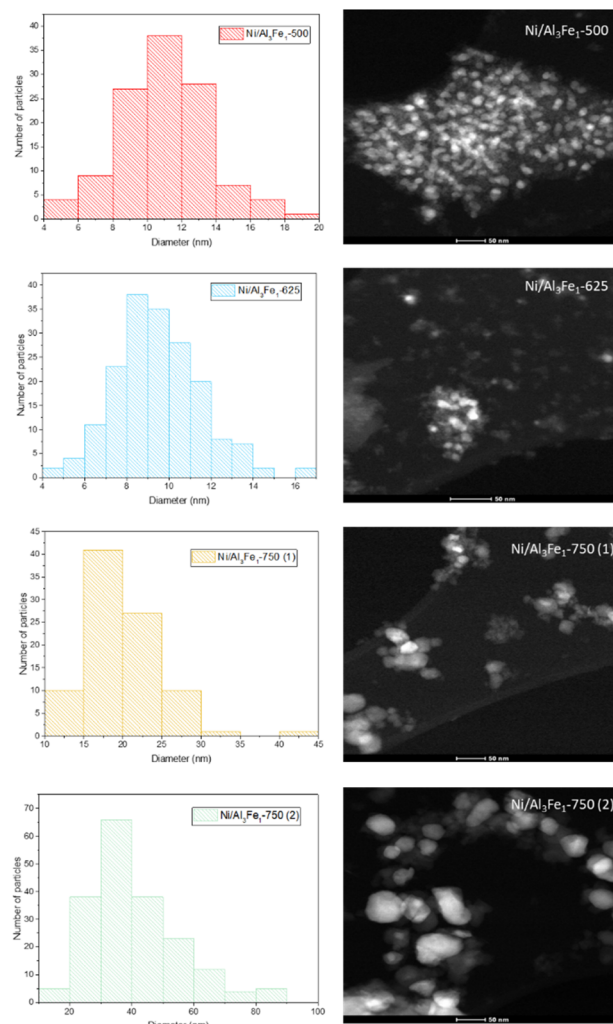 Ni/Al₃Fe₁-500
Number of particles
35
30
25
20
15
10
5
0
4 6 8 10 12 14 16 18 20
Diameter (nm)
Ni/Al₃Fe₁-500
50 nm
Ni/Al₃Fe₁-625
Number of particles
40
35
30
25
20
15
10
5
0
4 6 8 10 12 14 16
Diameter (nm)
Ni/Al₃Fe₁-625
50 nm
Ni/Al₃Fe₁-750 (1)
Number of particles
45
40
35
30
25
20
15
10
5
0
10 15 20 25 30 35 40 45
Diameter (nm)
Ni/Al₃Fe₁-750 (1)
50 nm
Ni/Al₃Fe₁-750 (2)
Number of particles
70
60
50
40
30
20
10
0
20 40 60 80 100
Diameter (nm)
Ni/Al₃Fe₁-750 (2)
50 nm